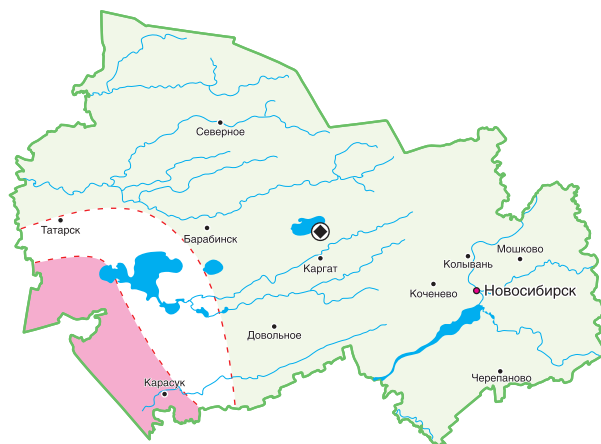 Северное
Татарск
Барабинск
Мошково
Колывань
Каргат
Коченево
Новосибирск
Довольное
Черепаново
Карасук